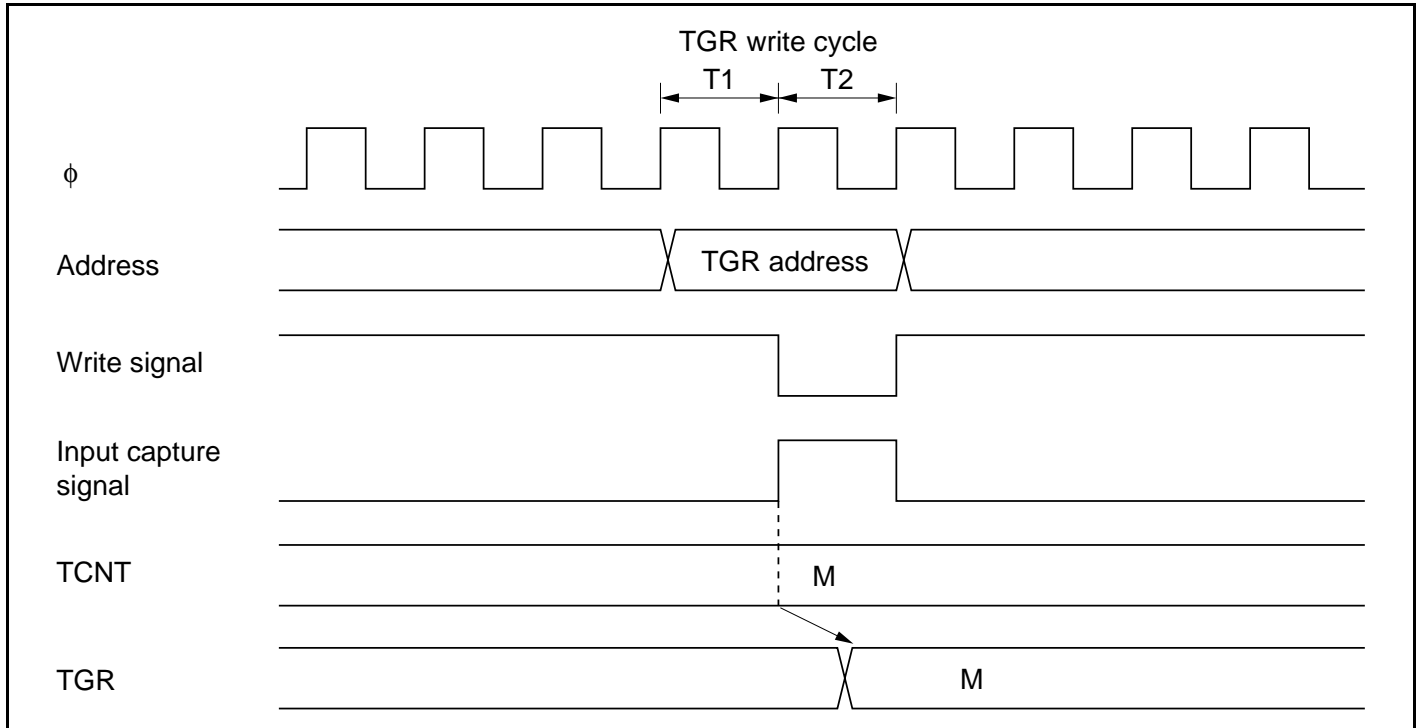 TGR write cycle
T1 T2
ϕ
Address
TGR address
Write signal
Input capture
signal
TCNT
M
TGR
M